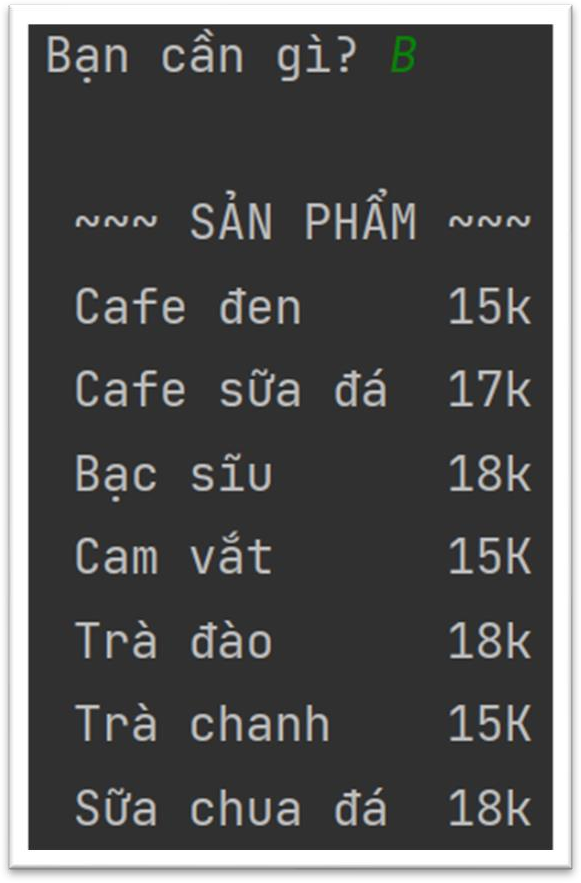 Bạn cần gì? B
~~~ SẢN PHẨM ~~~
Cafe đen 15k
Cafe sữa đá 17k
Bạc sĩu 18k
Cam vắt 15K
Trà đào 18k
Trà chanh 15K
Sữa chua đá 18k